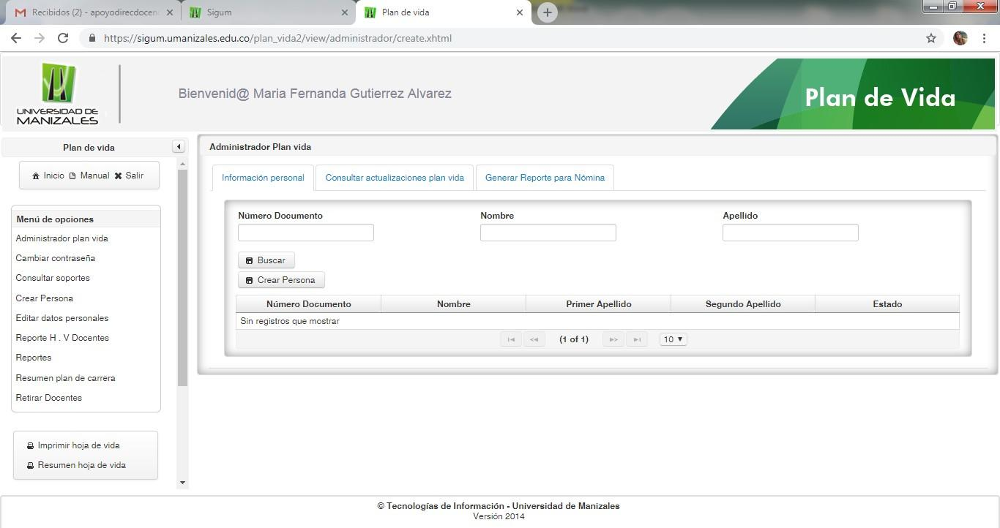 Recibidos (2) - apoyodirecdocen
Sigum
Plan de vida
https://sigum.umanizales.edu.co/plan_vida2/view/administrador/create.xhtml
UNIVERSIDAD DE
MANIZALES
Bienvenid@ Maria Fernanda Gutierrez Alvarez
Plan de Vida
Plan de vida
Inicio Manual Salir
Menú de opciones
Administrador plan vida
Cambiar contraseña
Consultar soportes
Crear Persona
Editar datos personales
Reporte H . V Docentes
Reportes
Resumen plan de carrera
Retirar Docentes
Imprimir hoja de vida
Resumen hoja de vida
Administrador Plan vida
Información personal Consultar actualizaciones plan vida Generar Reporte para Nómina
Número Documento Nombre Apellido
Buscar
Crear Persona
Número Documento Nombre Primer Apellido Segundo Apellido Estado
Sin registros que mostrar
(1 of 1) 10
© Tecnologías de Información - Universidad de Manizales
Versión 2014